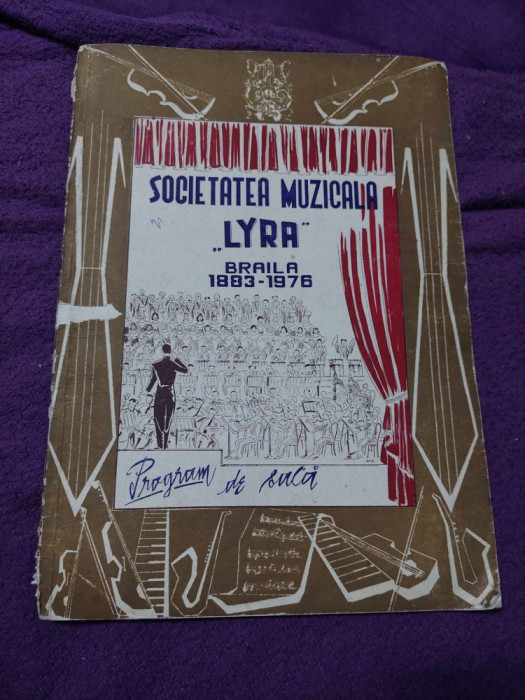 SOCIETATEA MUZICALA
„LYRA"
BRAILA
1883-1976
Program de sală